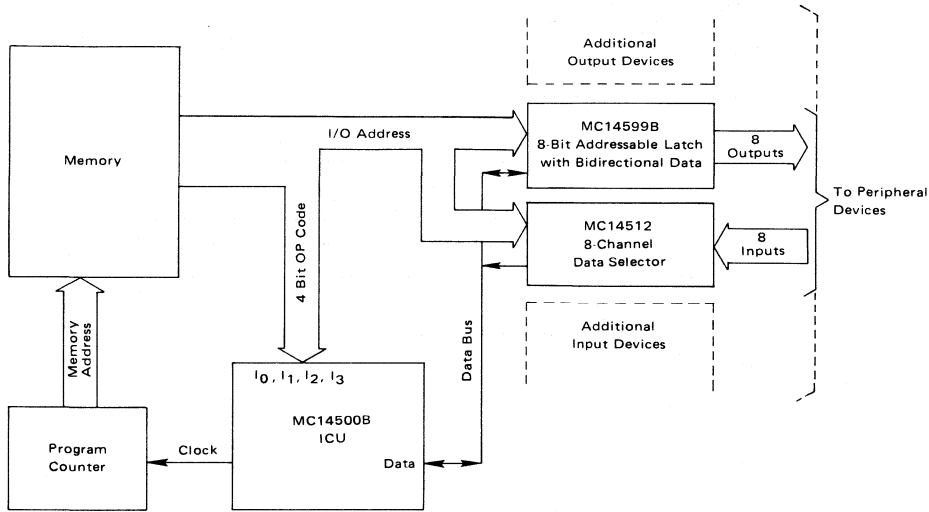 Additional
Output Devices
MC14599B
8-Bit Addressable Latch
with Bidirectional Data
8
Outputs
I/O Address
Memory
To Peripheral
Devices
MC14512
8-Channel
Data Selector
8
Inputs
4 Bit OP Code
Data Bus
Additional
Input Devices
Memory
Address
I0, I1, I2, I3
MC14500B
ICU
Program
Counter
Clock
Data